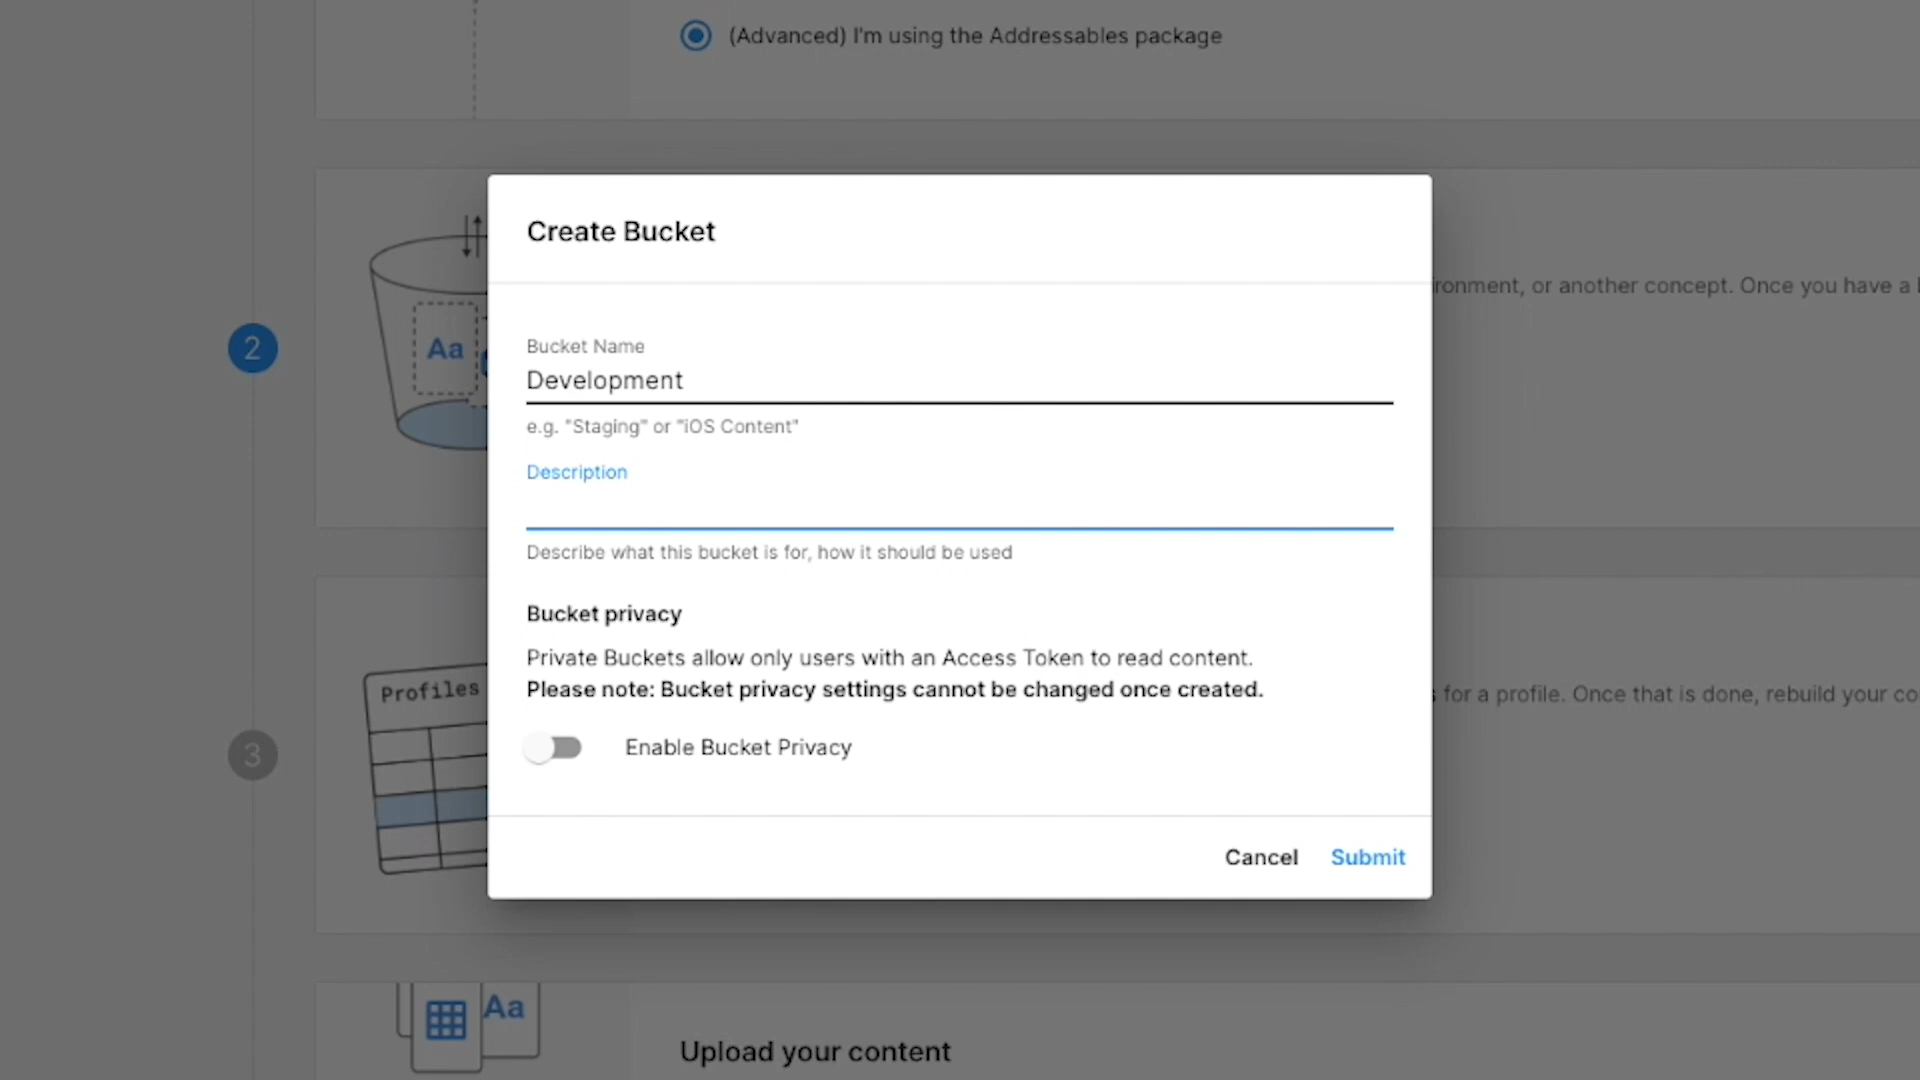 (Advanced) I'm using the Addressables package
Create Bucket
ronment, or another concept. Once you have a
Bucket Name
2
Aa
Development
e.g. "Staging" or "iOS Content"
Description
Describe what this bucket is for, how it should be used
Bucket privacy
Private Buckets allow only users with an Access Token to read content.
Please note: Bucket privacy settings cannot be changed once created.
Profiles
for a profile. Once that is done, rebuild your co
3
Enable Bucket Privacy
Cancel Submit
Aa
Upload your content